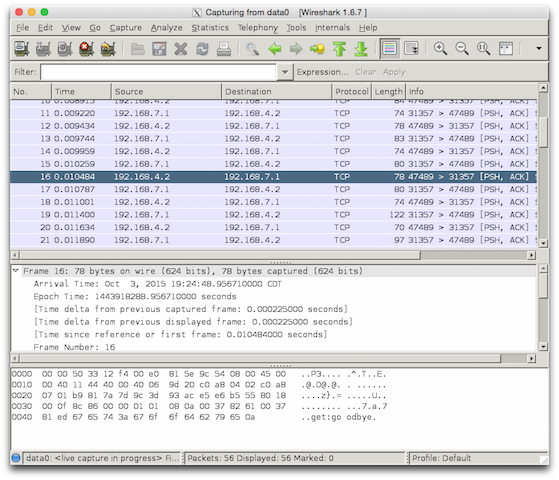 Capturing from data0 [Wireshark 1.6.7 ]
File Edit View Go Capture Analyze Statistics Telephony Tools Internals Help
Filter: Expression... Clear Apply
No. Time Source Destination Protocol Length Info
10 0.008913 192.168.4.2 192.168.7.1 TCP 84 47489 > 31357 [PSH, ACK] S
11 0.009220 192.168.4.2 192.168.7.1 TCP 74 47489 > 31357 [PSH, ACK] S
12 0.009434 192.168.4.2 192.168.7.1 TCP 78 47489 > 31357 [PSH, ACK] S
13 0.009744 192.168.4.2 192.168.7.1 TCP 83 47489 > 31357 [PSH, ACK] S
14 0.009959 192.168.4.2 192.168.7.1 TCP 74 47489 > 31357 [PSH, ACK] S
15 0.010259 192.168.4.2 192.168.7.1 TCP 80 47489 > 31357 [PSH, ACK] S
16 0.010484 192.168.4.2 192.168.7.1 TCP 78 47489 > 31357 [PSH, ACK] S
17 0.010787 192.168.4.2 192.168.7.1 TCP 80 47489 > 31357 [PSH, ACK] S
18 0.011001 192.168.4.2 192.168.7.1 TCP 74 47489 > 31357 [PSH, ACK] S
19 0.011400 192.168.4.2 192.168.7.1 TCP 122 47489 > 31357 [PSH, ACK] S
20 0.011634 192.168.4.2 192.168.7.1 TCP 70 47489 > 31357 [PSH, ACK] S
21 0.011890 192.168.4.2 192.168.7.1 TCP 97 47489 > 31357 [PSH, ACK] S
Frame 16: 78 bytes on wire (624 bits), 78 bytes captured (624 bits)
Arrival Time: Oct 3, 2015 19:24:48.956710000 CDT
Epoch Time: 1443918288.956710000 seconds
[Time delta from previous captured frame: 0.000225000 seconds]
[Time delta from previous displayed frame: 0.000225000 seconds]
[Time since reference or first frame: 0.010484000 seconds]
Frame Number: 16
0000 00 00 50 33 12 f4 00 e0 81 5e 9c 54 08 00 45 00 ..P3.... .^.T..E.
0010 00 40 11 44 40 00 40 06 9d 20 c0 a8 04 02 c0 a8 .@.D@.@. . ......
0020 07 01 b9 81 7a 7d 9c 3d 93 ac e5 e6 b5 55 80 18 ....z}.= .....U..
0030 00 0f 8c 86 00 00 01 01 08 0a 00 37 82 61 00 37 ........ ...7.a.7
0040 81 ed 67 65 74 3a 67 6f 6f 64 62 79 65 0a ..get:go odbye.
data0: <live capture in progress> Fi... Packets: 56 Displayed: 56 Marked: 0 Profile: Default